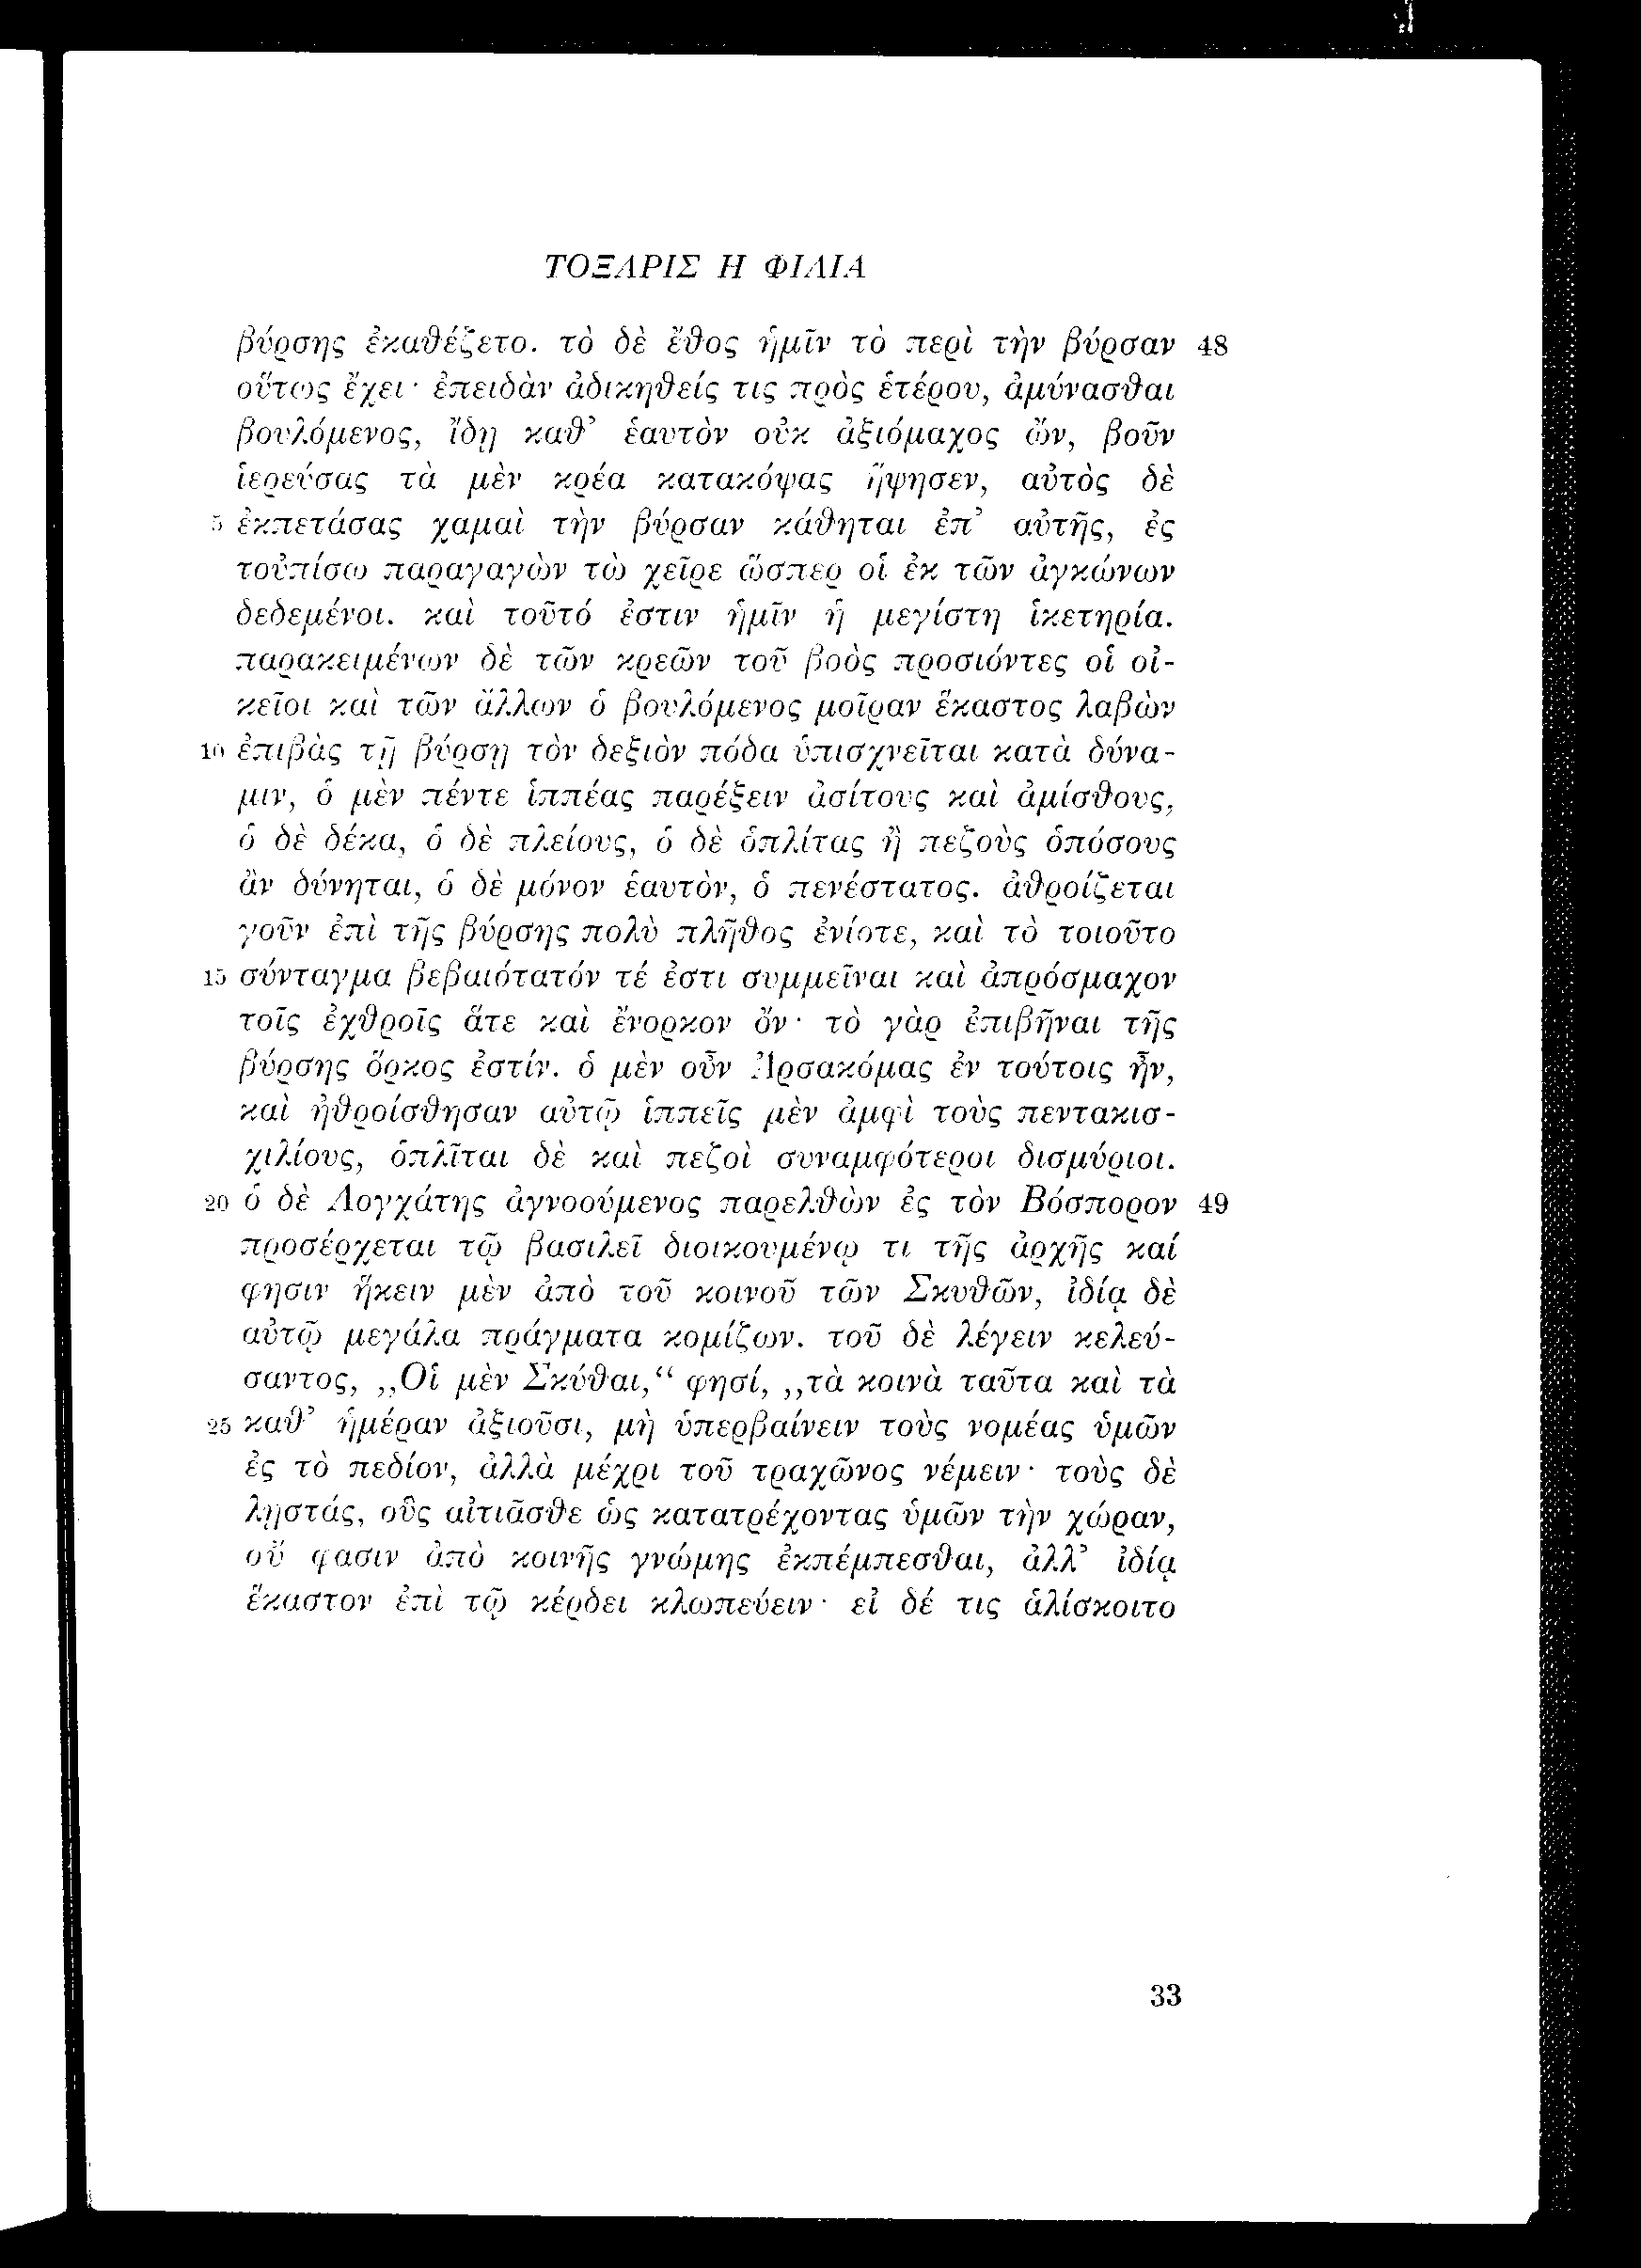 ΤΟΞΑΡΙΣ Η ΦΙΛΙΑ
βύρσης ἐκαθέζετο. τὸ δὲ ἔθος ἡμῖν τὸ περὶ τὴν βύρσαν 48
οὕτως ἔχει· ἐπειδὰν ἀδικηθείς τις πρὸς ἑτέρου, ἀμύνασθαι
βουλόμενος, ἴδῃ καθ’ ἑαυτὸν οὐκ ἀξιόμαχος ὤν, βοῦν
ἱερεύσας τὰ μὲν κρέα κατακόψας ἥψησεν, αὐτὸς δὲ
5 ἐκπετάσας χαμαὶ τὴν βύρσαν κάθηται ἐπ’ αὐτῆς, ἐς
τοὐπίσω παραγαγὼν τὼ χεῖρε ὥσπερ οἱ ἐκ τῶν ἀγκώνων
δεδεμένοι. καὶ τοῦτό ἐστιν ἡμῖν ἡ μεγίστη ἱκετηρία.
παρακειμένων δὲ τῶν κρεῶν τοῦ βοὸς προσιόντες οἱ οἰ-
κεῖοι καὶ τῶν ἄλλων ὁ βουλόμενος μοῖραν ἕκαστος λαβὼν
10 ἐπιβὰς τῇ βύρσῃ τὸν δεξιὸν πόδα ὑπισχνεῖται κατὰ δύνα-
μιν, ὁ μὲν πέντε ἱππέας παρέξειν ἀσίτους καὶ ἀμίσθους,
ὁ δὲ δέκα, ὁ δὲ πλείους, ὁ δὲ ὁπλίτας ἢ πεζοὺς ὁπόσους
ἂν δύνηται, ὁ δὲ μόνον ἑαυτὸν, ὁ πενέστατος. ἀθροίζεται
γοῦν ἐπὶ τῆς βύρσης πολὺ πλῆθος ἐνίοτε, καὶ τὸ τοιοῦτο
15 σύνταγμα βεβαιότατόν τέ ἐστι συμμεῖναι καὶ ἀπρόσμαχον
τοῖς ἐχθροῖς ἅτε καὶ ἔνορκον ὄν· τὸ γὰρ ἐπιβῆναι τῆς
βύρσης ὅρκος ἐστίν. ὁ μὲν οὖν Ἀρσακόμας ἐν τούτοις ἦν,
καὶ ἠθροίσθησαν αὐτῷ ἱππεῖς μὲν ἀμφὶ τοὺς πεντακισ-
χιλίους, ὁπλῖται δὲ καὶ πεζοὶ συναμφότεροι δισμύριοι.
20 ὁ δὲ Λογχάτης ἀγνοούμενος παρελθὼν ἐς τὸν Βόσπορον 49
προσέρχεται τῷ βασιλεῖ διοικουμένῳ τι τῆς ἀρχῆς καί
φησιν ἥκειν μὲν ἀπὸ τοῦ κοινοῦ τῶν Σκυθῶν, ἰδίᾳ δὲ
αὐτῷ μεγάλα πράγματα κομίζων. τοῦ δὲ λέγειν κελεύ-
σαντος, „Οἱ μὲν Σκύθαι,“ φησί, „τὰ κοινὰ ταῦτα καὶ τὰ
25 καθ’ ἡμέραν ἀξιοῦσι, μὴ ὑπερβαίνειν τοὺς νομέας ὑμῶν
ἐς τὸ πεδίον, ἀλλὰ μέχρι τοῦ τραχῶνος νέμειν· τοὺς δὲ
λῃστάς, οὓς αἰτιᾶσθε ὡς κατατρέχοντας ὑμῶν τὴν χώραν,
οὔ φασιν ἀπὸ κοινῆς γνώμης ἐκπέμπεσθαι, ἀλλ’ ἰδίᾳ
ἕκαστον ἐπὶ τῷ κέρδει κλωπεύειν· εἰ δέ τις ἁλίσκοιτο
33